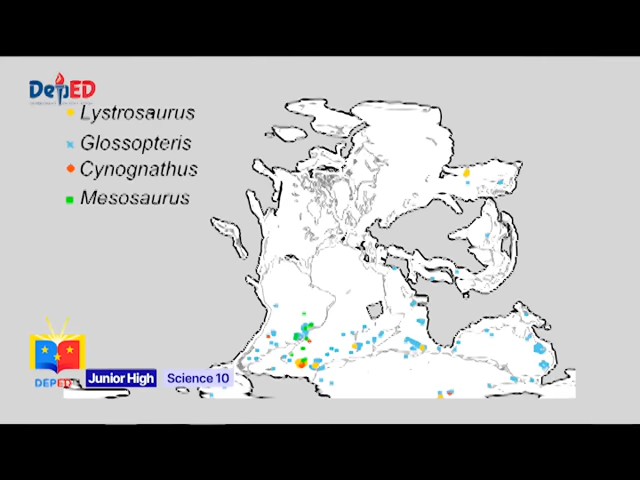 DepED
Lystrosaurus
Glossopteris
Cynognathus
Mesosaurus
DEPED
Junior High
Science 10